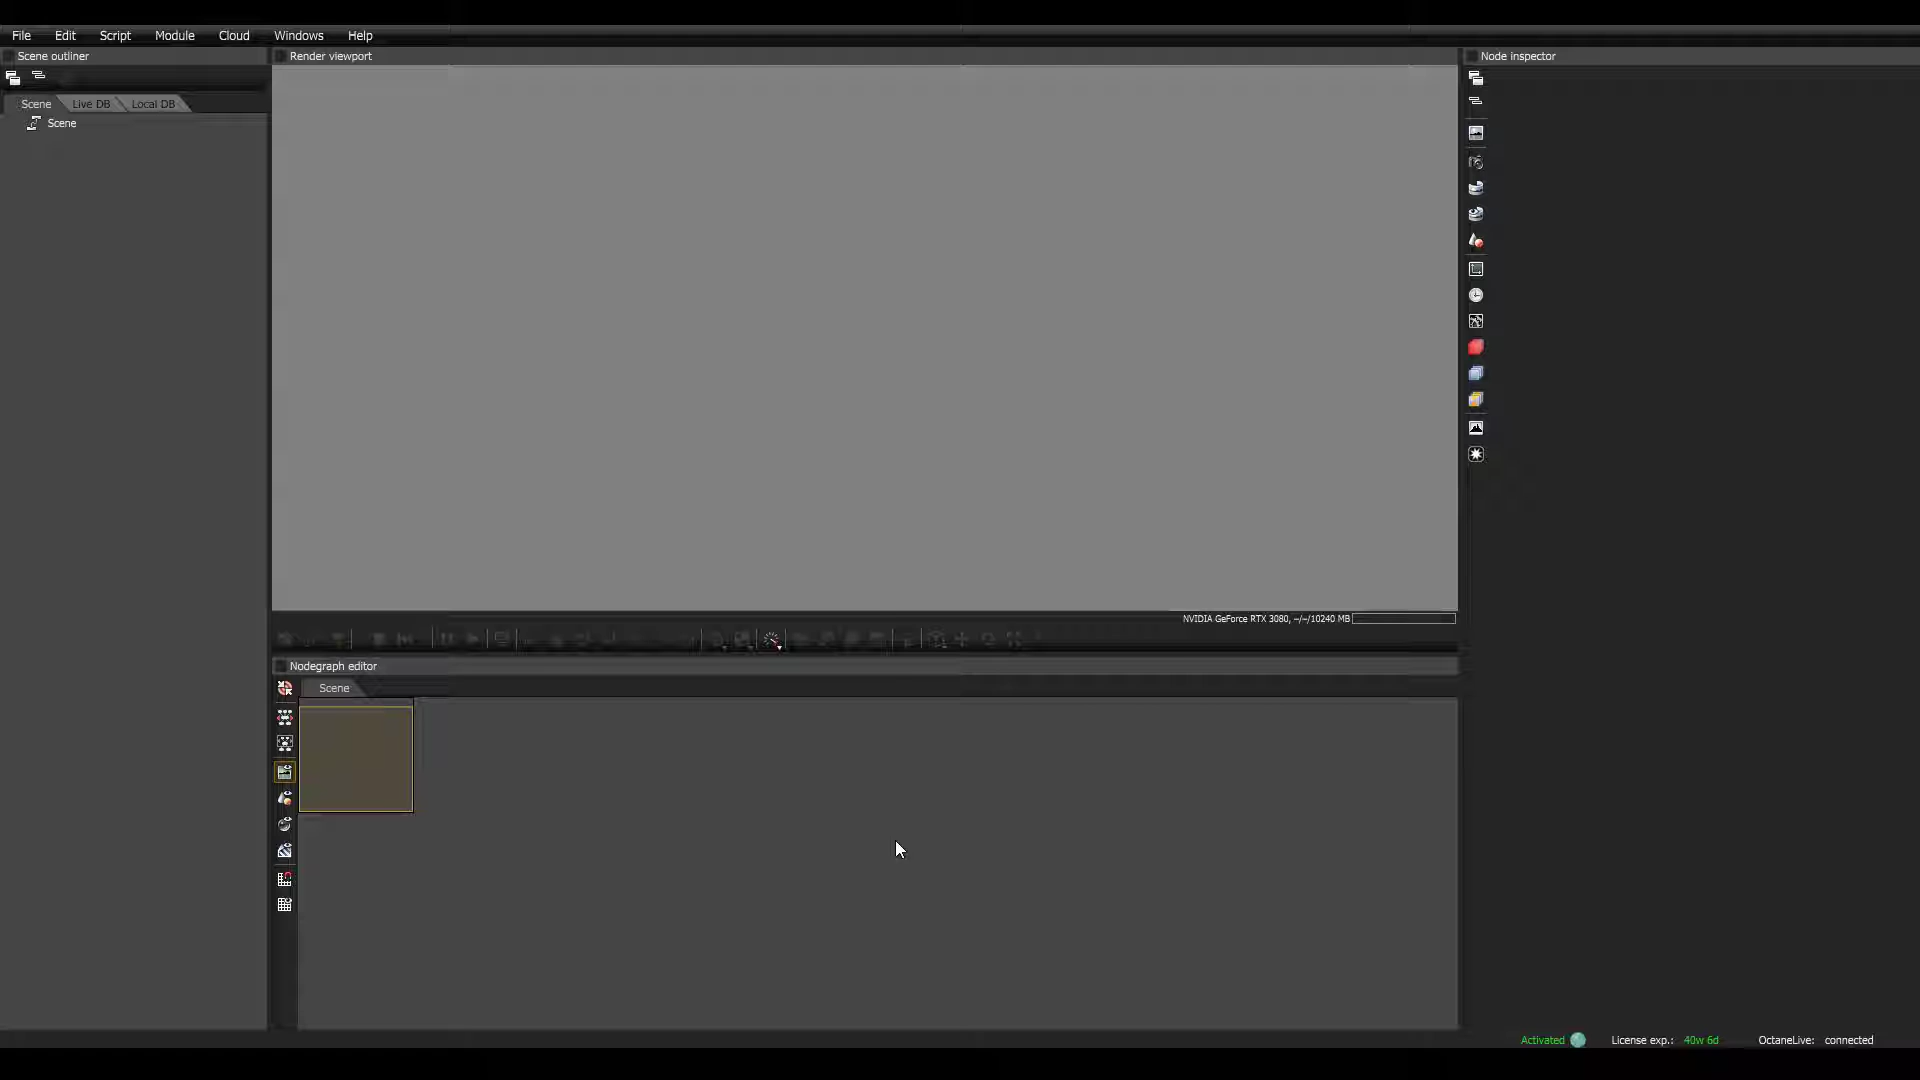 File Edit Script Module Cloud Windows Help
Scene outliner
Render viewport
Node inspector
Scene Live DB Local DB
Scene
NVIDIA GeForce RTX 3080, -/-/10240 MB
Nodegraph editor
Scene
Activated License exp.: 40w 6d OctaneLive: connected